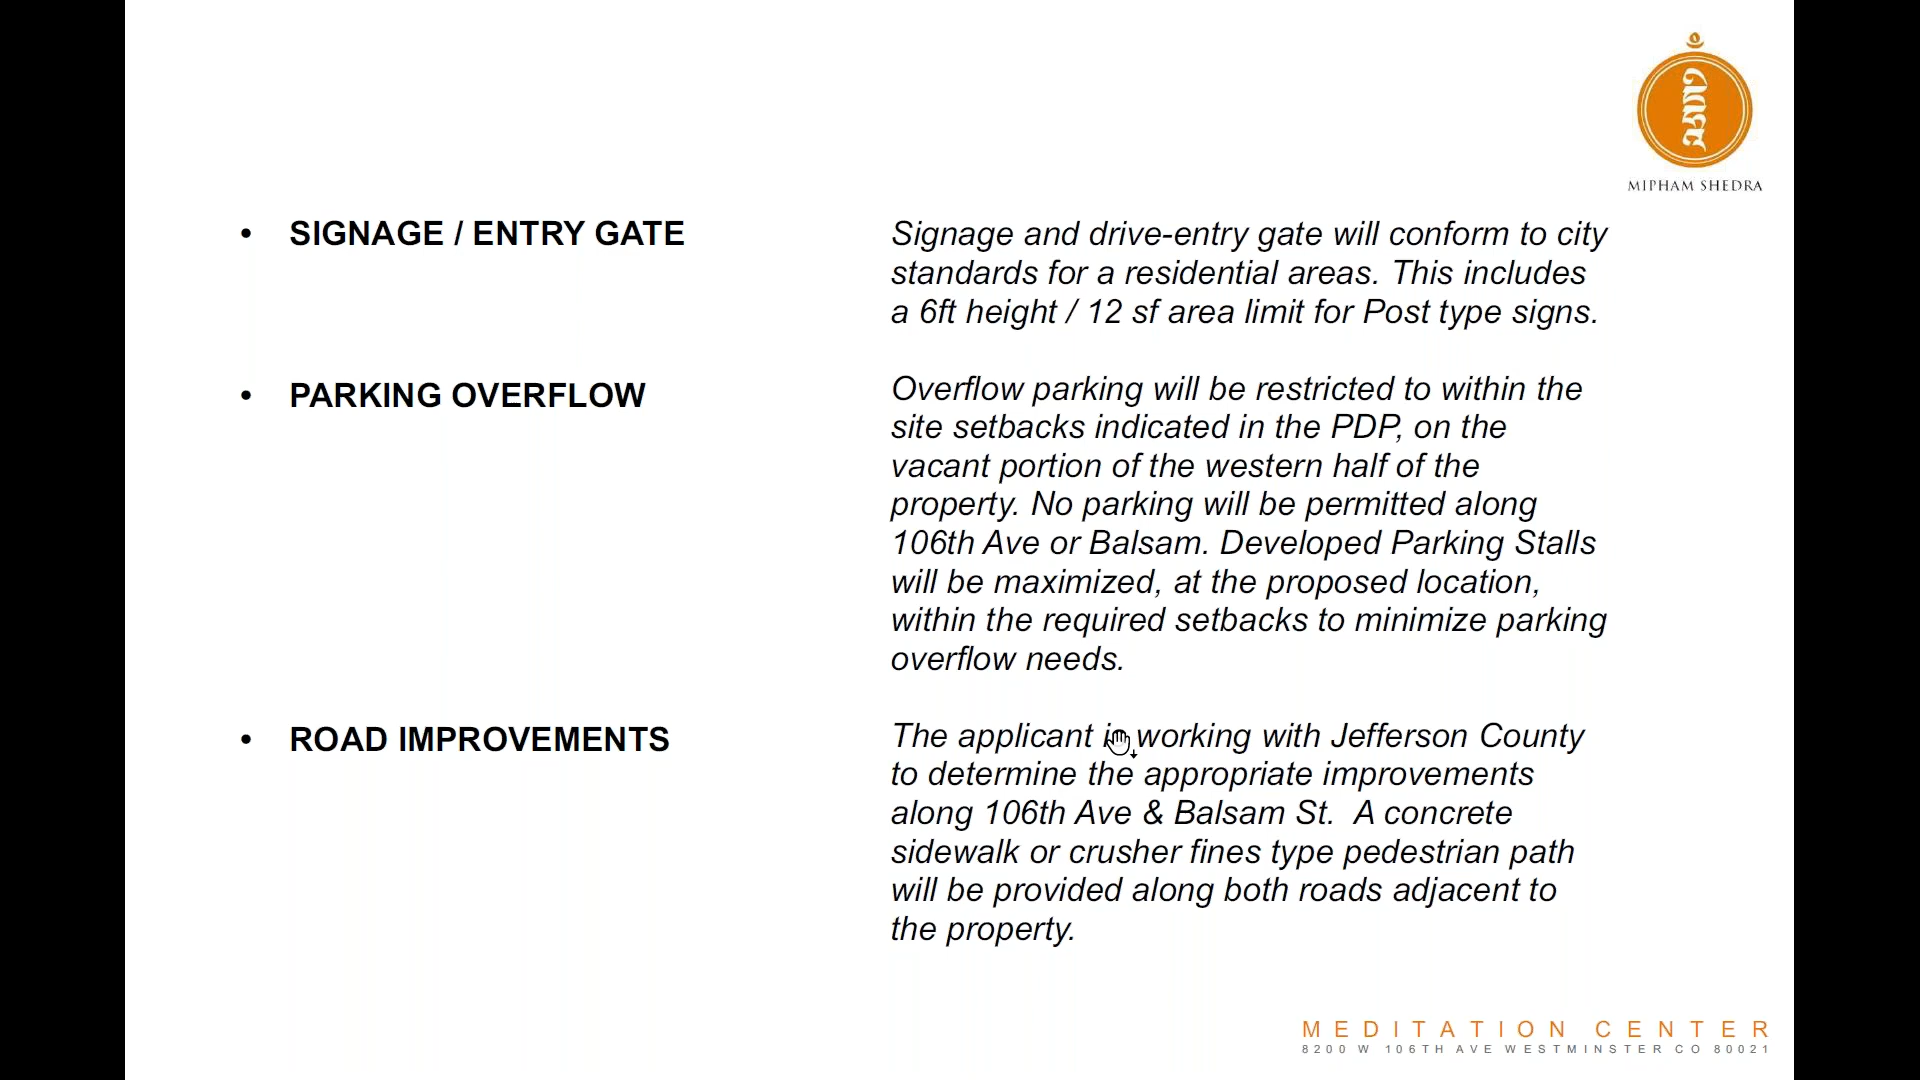 MIPHAM SHEDRA
• SIGNAGE / ENTRY GATE
Signage and drive-entry gate will conform to city
standards for a residential areas. This includes
a 6ft height / 12 sf area limit for Post type signs.
• PARKING OVERFLOW
Overflow parking will be restricted to within the
site setbacks indicated in the PDP, on the
vacant portion of the western half of the
property. No parking will be permitted along
106th Ave or Balsam. Developed Parking Stalls
will be maximized, at the proposed location,
within the required setbacks to minimize parking
overflow needs.
• ROAD IMPROVEMENTS
The applicant is working with Jefferson County
to determine the appropriate improvements
along 106th Ave & Balsam St. A concrete
sidewalk or crusher fines type pedestrian path
will be provided along both roads adjacent to
the property.
MEDITATION CENTER
8200 W 106TH AVE WESTMINSTER CO 80021